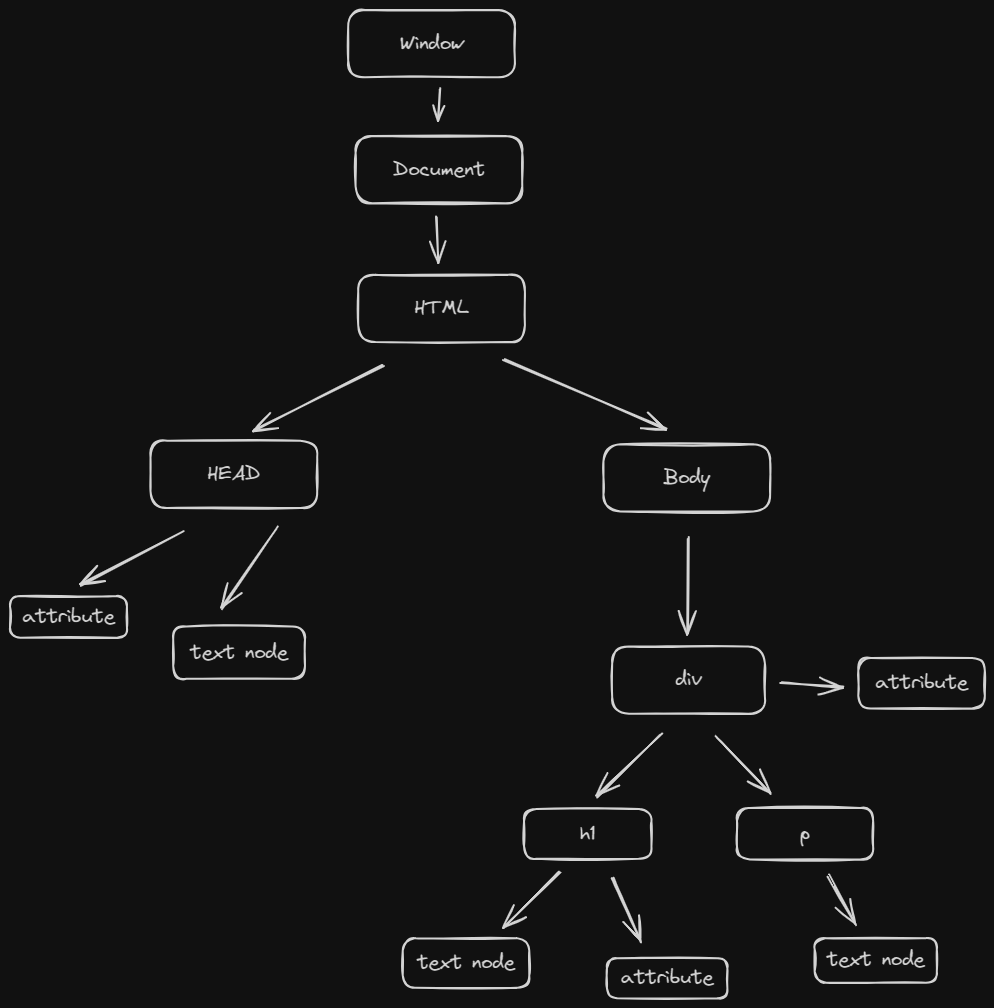 Window
Document
HTML
HEAD
Body
attribute
text node
div
attribute
h1
p
text node
attribute
text node